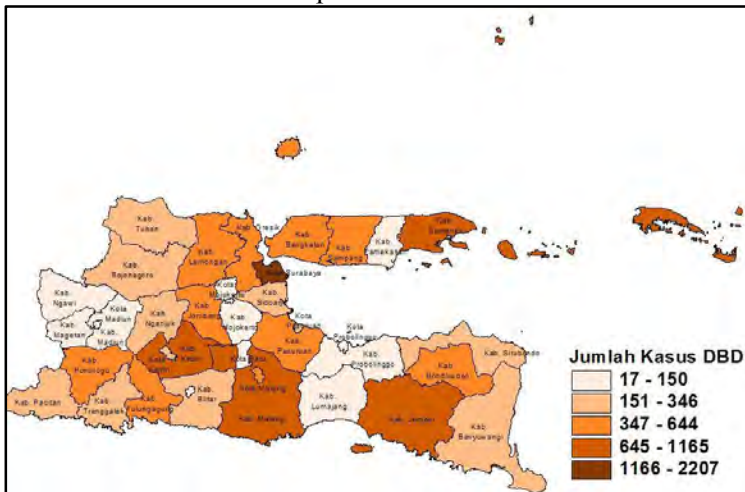 Kab. Gresik
Kab.
Tuban
Kab.
Lamongan
Kab.
Bangkalan
Kab.
Sampang
Kab.
Pamekasan
Kab.
Bojonegoro
Surabaya
Kab.
Ngawi
Kota
Madiun
Kab.
Madiun
Kab.
Magetan
Kab.
Nganjuk
Kab.
Jombang
Kota
Mojokerto
Kab.
Mojokerto
Kab.
Sidoarjo
Kab.
Pasuruan
Kota
Probolinggo
Kab.
Probolinggo
Kab. Situbondo
Kab.
Bondowoso
Kab.
Ponorogo
Kota
Kediri
Kab.
Kediri
Kota Batu
Kota Malang
Kab. Malang
Kab.
Lumajang
Kab. Jember
Kab.
Banyuwangi
Kab. Pacitan
Kab.
Trenggalek
Kab.
Tulungagung
Kab.
Blitar
Jumlah Kasus DBD
17 - 150
151 - 346
347 - 644
645 - 1165
1166 - 2207